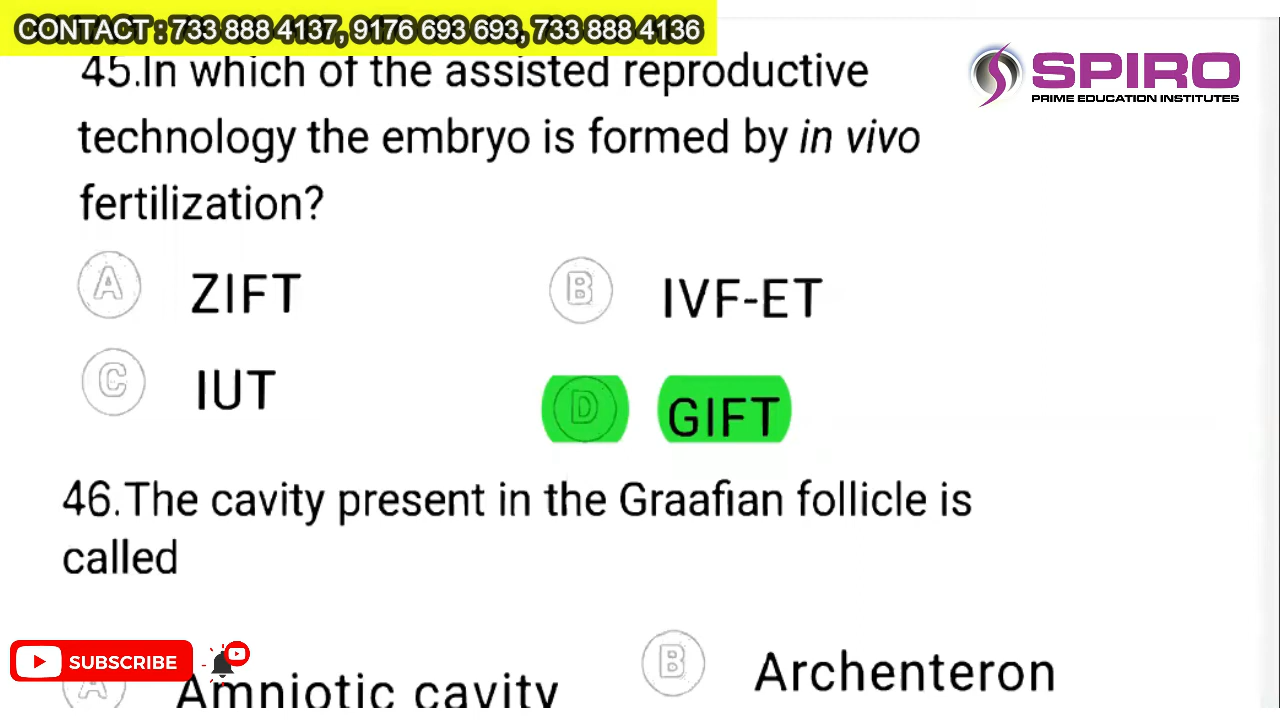 CONTACT : 733 888 4137, 9176 693 693, 733 888 4136
SPIRO
PRIME EDUCATION INSTITUTES
45.In which of the assisted reproductive
technology the embryo is formed by in vivo
fertilization?
A ZIFT
B IVF-ET
C IUT
D GIFT
46.The cavity present in the Graafian follicle is
called
A Amniotic cavity
B Archenteron
SUBSCRIBE